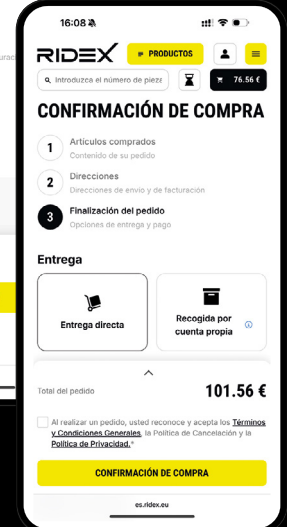 16:08
RIDEX
PRODUCTOS
Introduzca el número de pieza
76.56 €
CONFIRMACIÓN DE COMPRA
1
Artículos comprados
Contenido de su pedido
2
Direcciones
Direcciones de envío y de facturación
3
Finalización del pedido
Opciones de entrega y pago
Entrega
Entrega directa
Recogida por
cuenta propia
Total del pedido
101.56 €
Al realizar un pedido, usted reconoce y acepta los Términos
y Condiciones Generales, la Política de Cancelación y la
Política de Privacidad.*
CONFIRMACIÓN DE COMPRA
es.ridex.eu